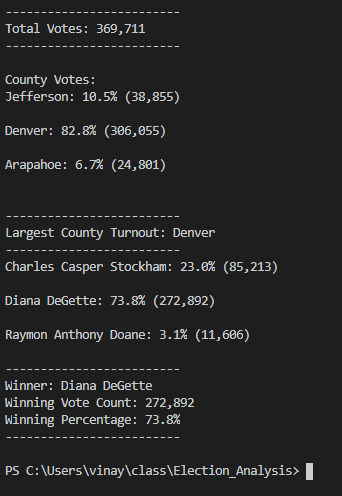 -------------------------
Total Votes: 369,711
-------------------------
County Votes:
Jefferson: 10.5% (38,855)
Denver: 82.8% (306,055)
Arapahoe: 6.7% (24,801)
-------------------------
Largest County Turnout: Denver
-------------------------
Charles Casper Stockham: 23.0% (85,213)
Diana DeGette: 73.8% (272,892)
Raymon Anthony Doane: 3.1% (11,606)
-------------------------
Winner: Diana DeGette
Winning Vote Count: 272,892
Winning Percentage: 73.8%
-------------------------
PS C:\Users\vinay\class\Election_Analysis>